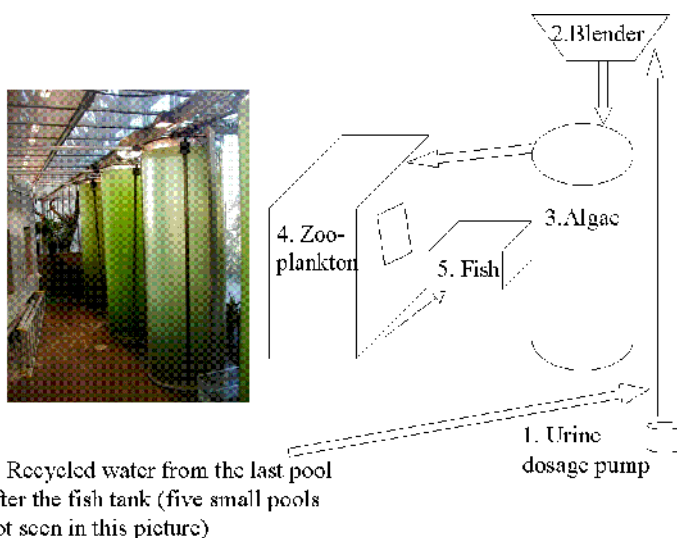 2.Blender
3.Algae
4. Zoo-
plankton
5. Fish
1. Urine
dosage pump
Recycled water from the last pool
fter the fish tank (five small pools
ot seen in this picture)